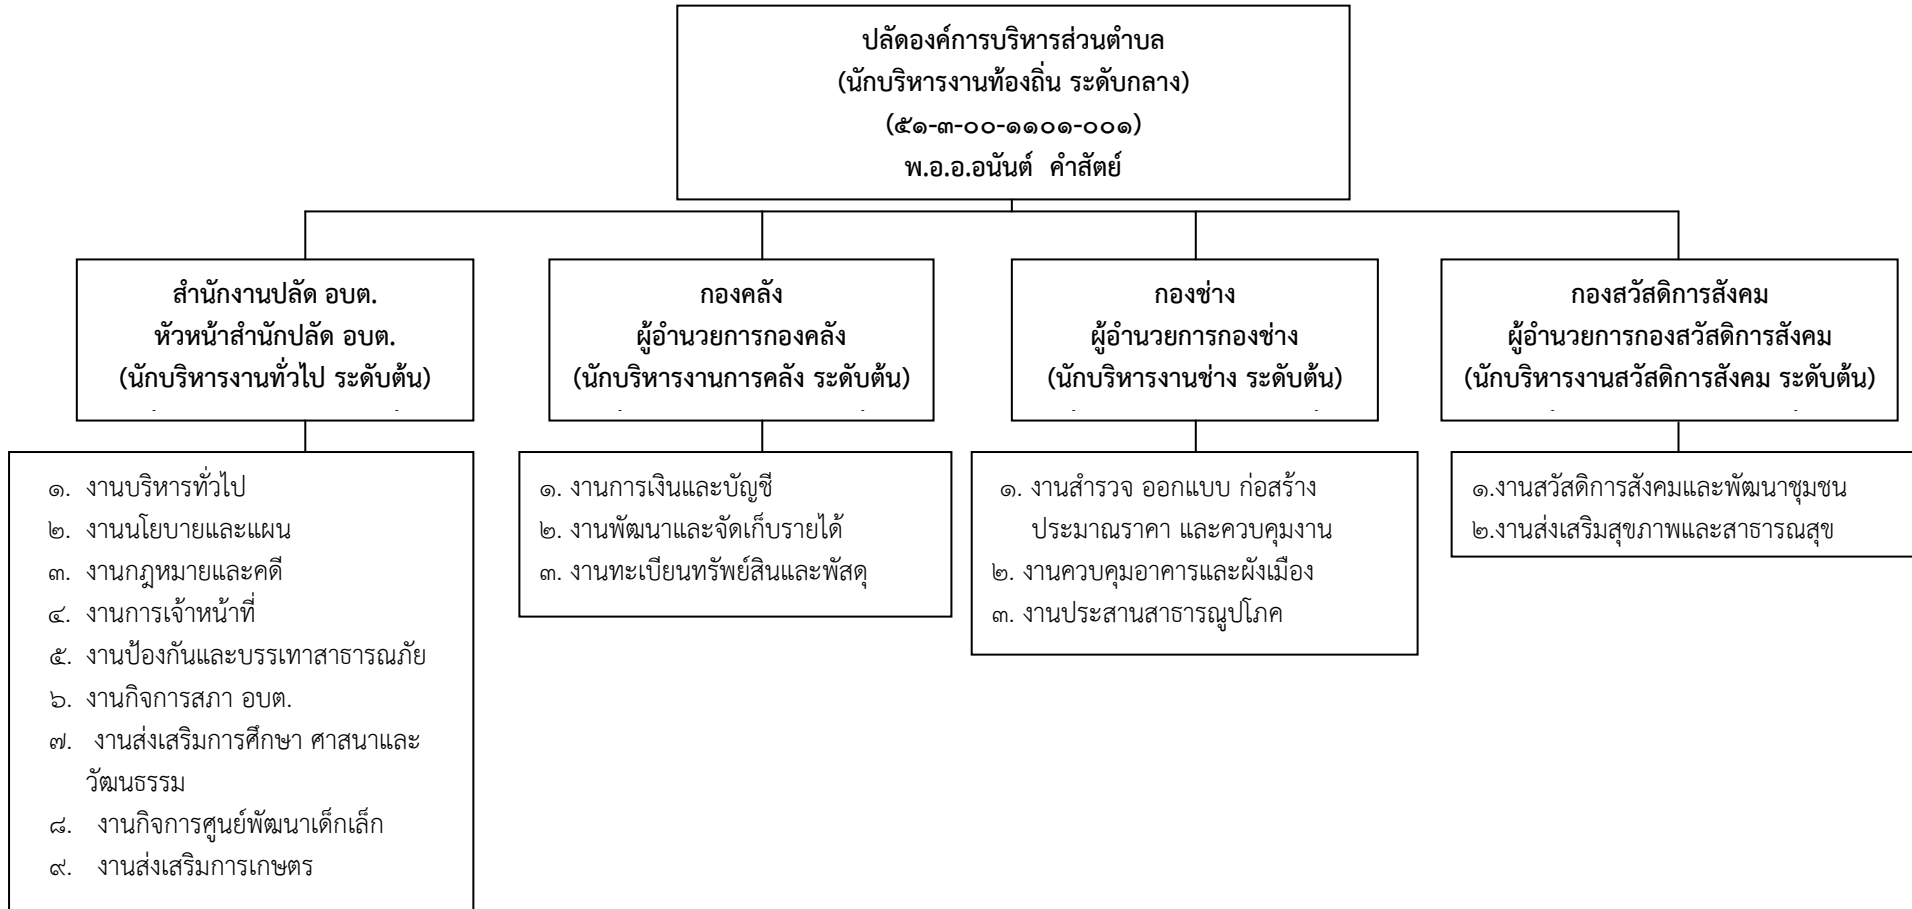 ปลัดองค์การบริหารส่วนตำบล
(นักบริหารงานท้องถิ่น ระดับกลาง)
(๕๑-๓-๐๐-๑๑๐๑-๐๐๑)
พ.อ.อ.อนันต์ คำสัตย์
สำนักงานปลัด อบต.
หัวหน้าสำนักปลัด อบต.
(นักบริหารงานทั่วไป ระดับต้น)
กองคลัง
ผู้อำนวยการกองคลัง
(นักบริหารงานการคลัง ระดับต้น)
กองช่าง
ผู้อำนวยการกองช่าง
(นักบริหารงานช่าง ระดับต้น)
กองสวัสดิการสังคม
ผู้อำนวยการกองสวัสดิการสังคม
(นักบริหารงานสวัสดิการสังคม ระดับต้น)
๑. งานบริหารทั่วไป
๒. งานนโยบายและแผน
๓. งานกฎหมายและคดี
๔. งานการเจ้าหน้าที่
๕. งานป้องกันและบรรเทาสาธารณภัย
๖. งานกิจการสภา อบต.
๗. งานส่งเสริมการศึกษา ศาสนาและ
วัฒนธรรม
๘. งานกิจการศูนย์พัฒนาเด็กเล็ก
๙. งานส่งเสริมการเกษตร
๑. งานการเงินและบัญชี
๒. งานพัฒนาและจัดเก็บรายได้
๓. งานทะเบียนทรัพย์สินและพัสดุ
๑. งานสำรวจ ออกแบบ ก่อสร้าง
ประมาณราคา และควบคุมงาน
๒. งานควบคุมอาคารและผังเมือง
๓. งานประสานสาธารณูปโภค
๑.งานสวัสดิการสังคมและพัฒนาชุมชน
๒.งานส่งเสริมสุขภาพและสาธารณสุข